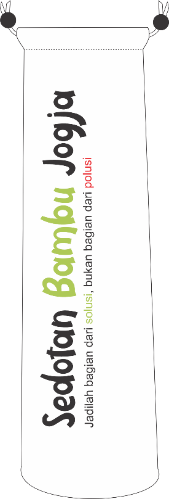 Sedotan Bambu Jogja
Jadilah bagian dari solusi, bukan bagian dari polusi